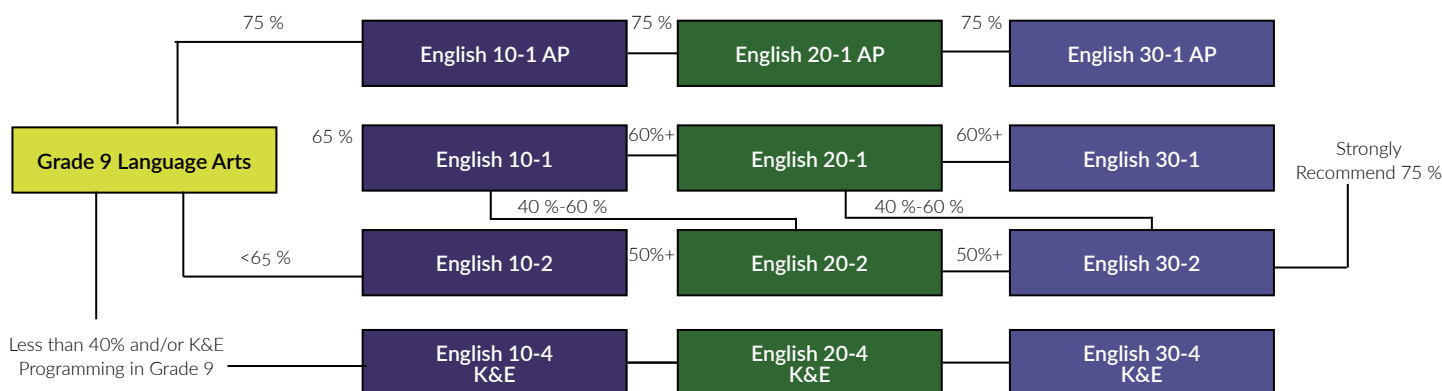 75 %
English 10-1 AP
75 %
English 20-1 AP
75 %
English 30-1 AP
Grade 9 Language Arts
65 %
English 10-1
60%+
English 20-1
60%+
English 30-1
Strongly
Recommend 75 %
40 %-60 %
40 %-60 %
<65 %
English 10-2
50%+
English 20-2
50%+
English 30-2
Less than 40% and/or K&E
Programming in Grade 9
English 10-4
K&E
English 20-4
K&E
English 30-4
K&E